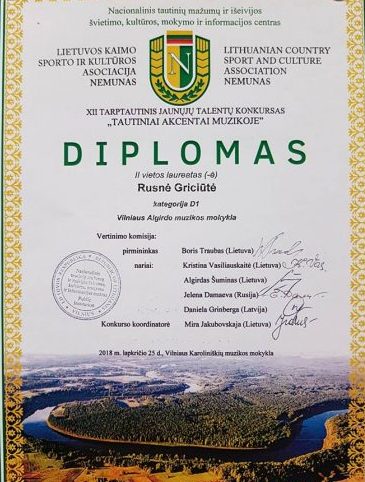 Nacionalinis tautinių mažumų ir išeivijos
švietimo, kultūros, mokymo ir informacijos centras
LIETUVOS KAIMO
SPORTO IR KULTŪROS
ASOCIACIJA
NEMUNAS
N
LITHUANIAN COUNTRY
SPORT AND CULTURE
ASSOCIATION
NEMUNAS
XII TARPTAUTINIS JAUNŲJŲ TALENTŲ KONKURSAS
„TAUTINIAI AKCENTAI MUZIKOJE"
DIPLOMAS
II vietos laureatas (-ė)
Rusnė Griciūtė
kategorija D1
Vilniaus Algirdo muzikos mokykla
Vertinimo komisija:
pirmininkas Boris Traubas (Lietuva)
nariai: Kristina Vasiliauskaitė (Lietuva)
Algirdas Šuminas (Lietuva)
Jelena Damaeva (Rusija)
Daniela Grinberga (Latvija)
Konkurso koordinatorė Mira Jakubovskaja (Lietuva)
2018 m. lapkričio 25 d., Vilniaus Karoliniškių muzikos mokykla